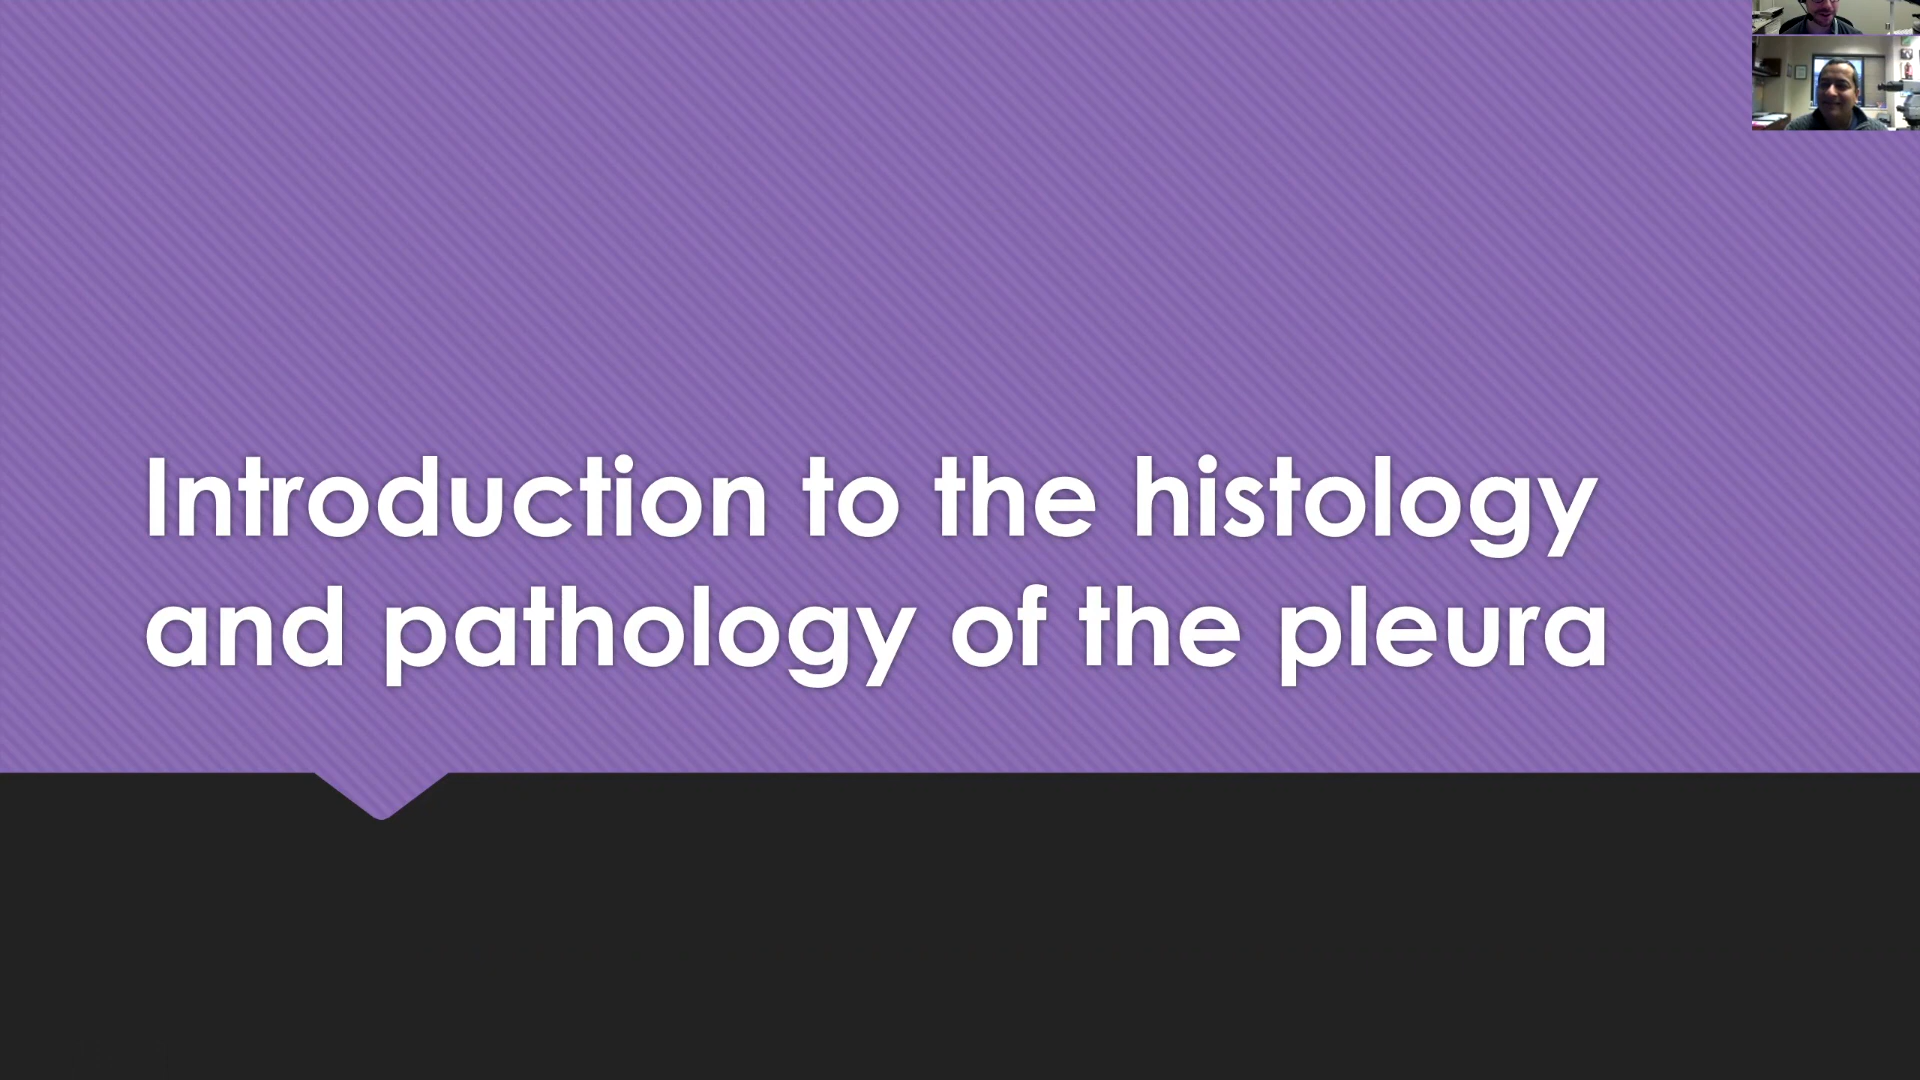 Introduction to the histology
and pathology of the pleura